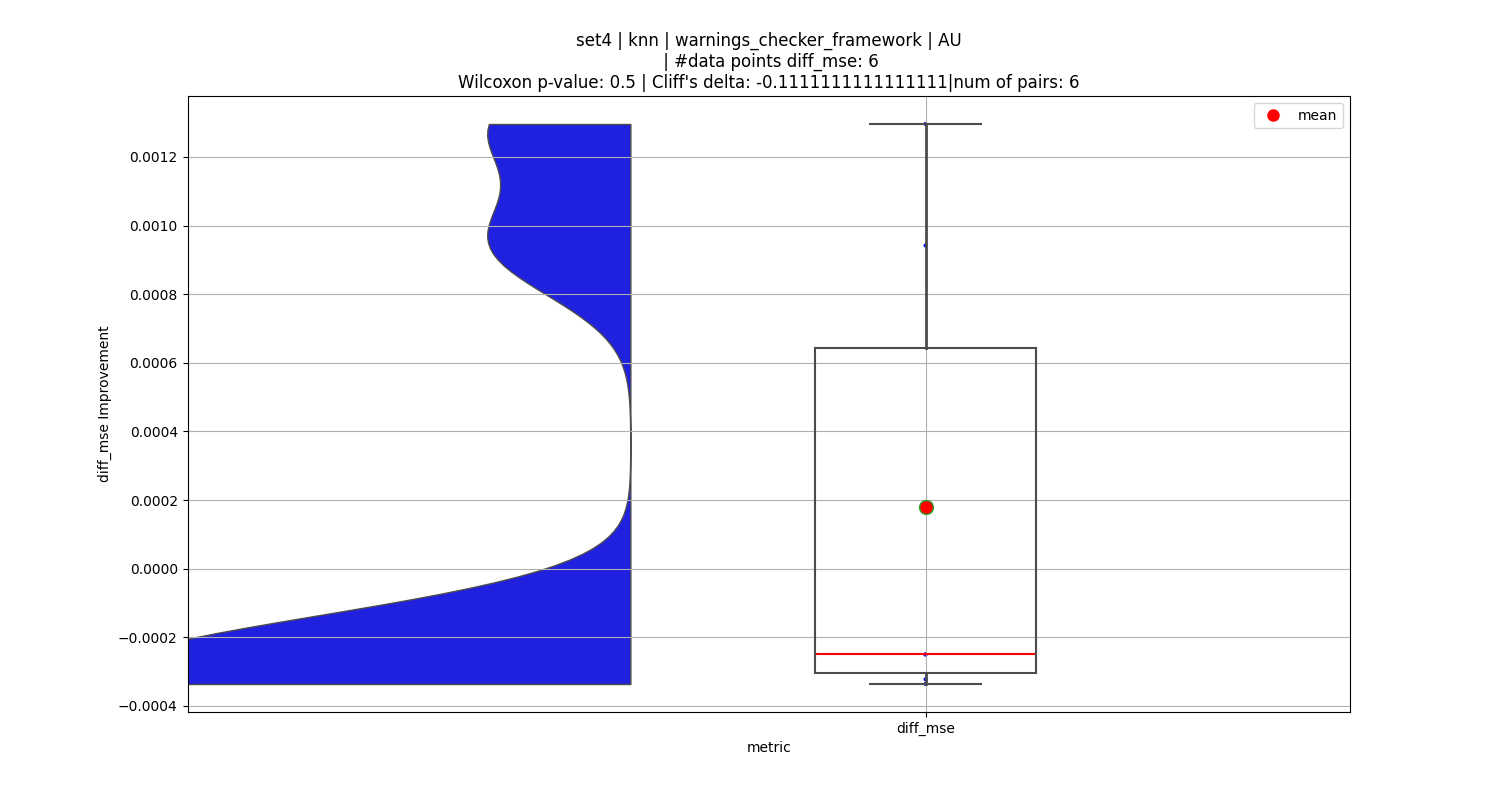 set4 | knn | warnings_checker_framework | AU
| #data points diff_mse: 6
Wilcoxon p-value: 0.5 | Cliff's delta: -0.1111111111111111|num of pairs: 6
mean
0.0012
0.0010
0.0008
0.0006
0.0004
0.0002
0.0000
−0.0002
−0.0004
diff_mse Improvement
diff_mse
metric